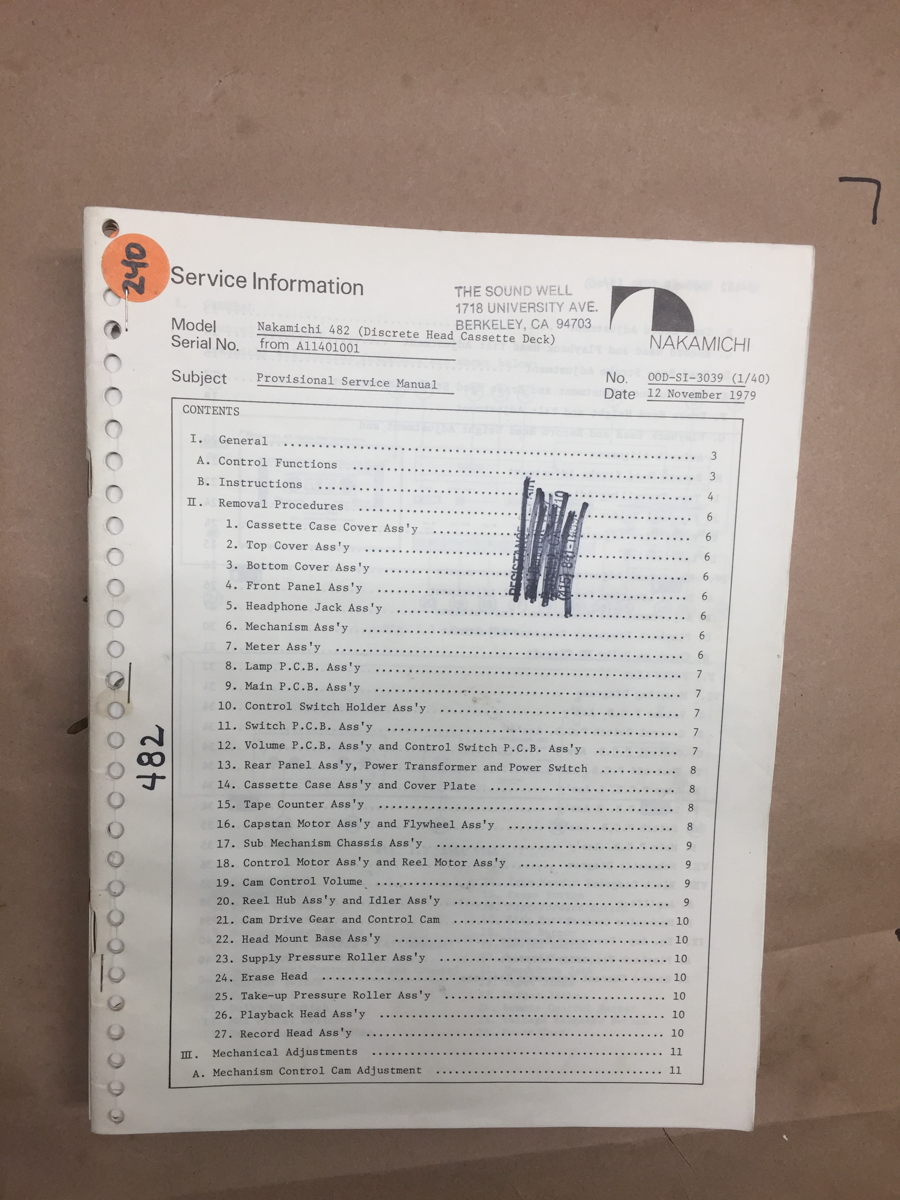 240
Service Information
THE SOUND WELL
1718 UNIVERSITY AVE.
BERKELEY, CA 94703
NAKAMICHI
Model Nakamichi 482 (Discrete Head Cassette Deck)
Serial No. from A11401001
Subject Provisional Service Manual
No. OOD-SI-3039 (1/40)
Date 12 November 1979
CONTENTS
I. General ........ 3
A. Control Functions ........ 3
B. Instructions ........ 4
II. Removal Procedures ........ 6
1. Cassette Case Cover Ass'y ........ 6
2. Top Cover Ass'y ........ 6
3. Bottom Cover Ass'y ........ 6
4. Front Panel Ass'y ........ 6
5. Headphone Jack Ass'y ........ 6
6. Mechanism Ass'y ........ 6
7. Meter Ass'y ........ 6
8. Lamp P.C.B. Ass'y ........ 7
9. Main P.C.B. Ass'y ........ 7
10. Control Switch Holder Ass'y ........ 7
11. Switch P.C.B. Ass'y ........ 7
12. Volume P.C.B. Ass'y and Control Switch P.C.B. Ass'y ........ 7
13. Rear Panel Ass'y, Power Transformer and Power Switch ........ 8
14. Cassette Case Ass'y and Cover Plate ........ 8
15. Tape Counter Ass'y ........ 8
16. Capstan Motor Ass'y and Flywheel Ass'y ........ 8
17. Sub Mechanism Chassis Ass'y ........ 9
18. Control Motor Ass'y and Reel Motor Ass'y ........ 9
19. Cam Control Volume ........ 9
20. Reel Hub Ass'y and Idler Ass'y ........ 9
21. Cam Drive Gear and Control Cam ........ 10
22. Head Mount Base Ass'y ........ 10
23. Supply Pressure Roller Ass'y ........ 10
24. Erase Head ........ 10
25. Take-up Pressure Roller Ass'y ........ 10
26. Playback Head Ass'y ........ 10
27. Record Head Ass'y ........ 10
III. Mechanical Adjustments ........ 11
A. Mechanism Control Cam Adjustment ........ 11
482